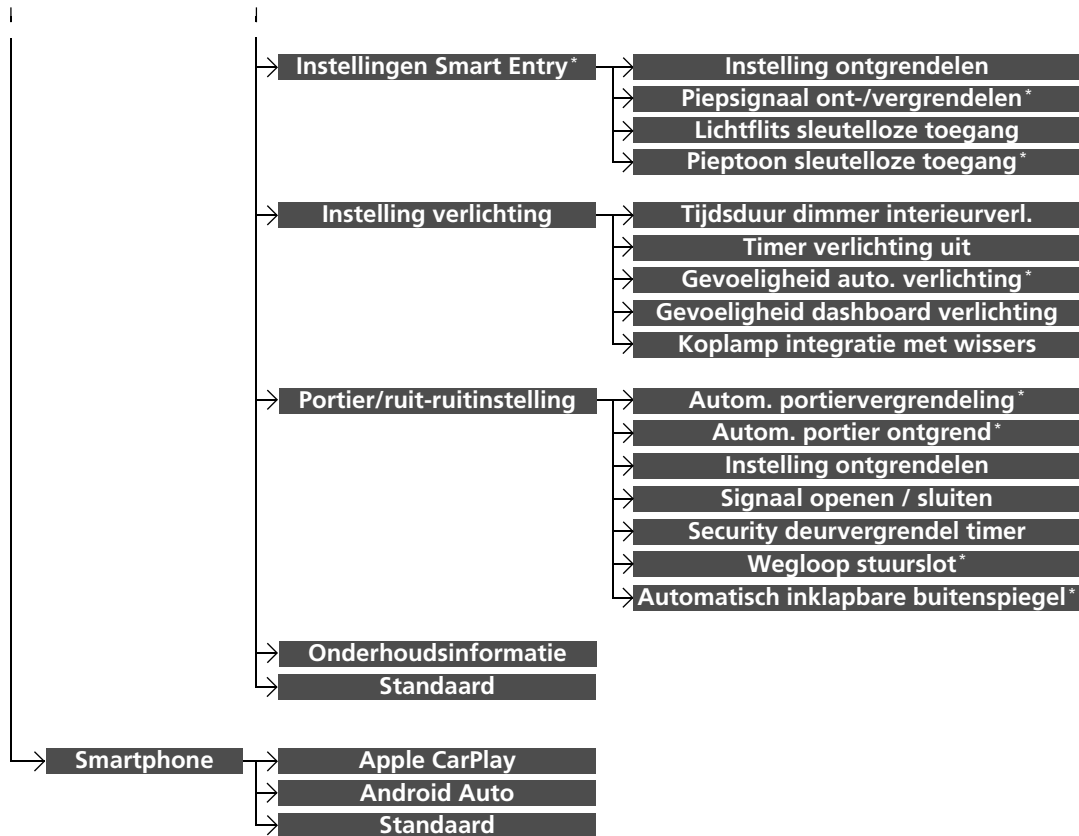 Instellingen Smart Entry*
Instelling ontgrendelen
Piepsignaal ont-/vergrendelen*
Lichtflits sleutelloze toegang
Pieptoon sleutelloze toegang*
Instelling verlichting
Tijdsduur dimmer interieurverl.
Timer verlichting uit
Gevoeligheid auto. verlichting*
Gevoeligheid dashboard verlichting
Koplamp integratie met wissers
Portier/ruit-ruitinstelling
Autom. portiervergrendeling*
Autom. portier ontgrend*
Instelling ontgrendelen
Signaal openen / sluiten
Security deurvergrendel timer
Wegloop stuurslot*
Automatisch inklapbare buitenspiegel*
Onderhoudsinformatie
Standaard
Smartphone
Apple CarPlay
Android Auto
Standaard